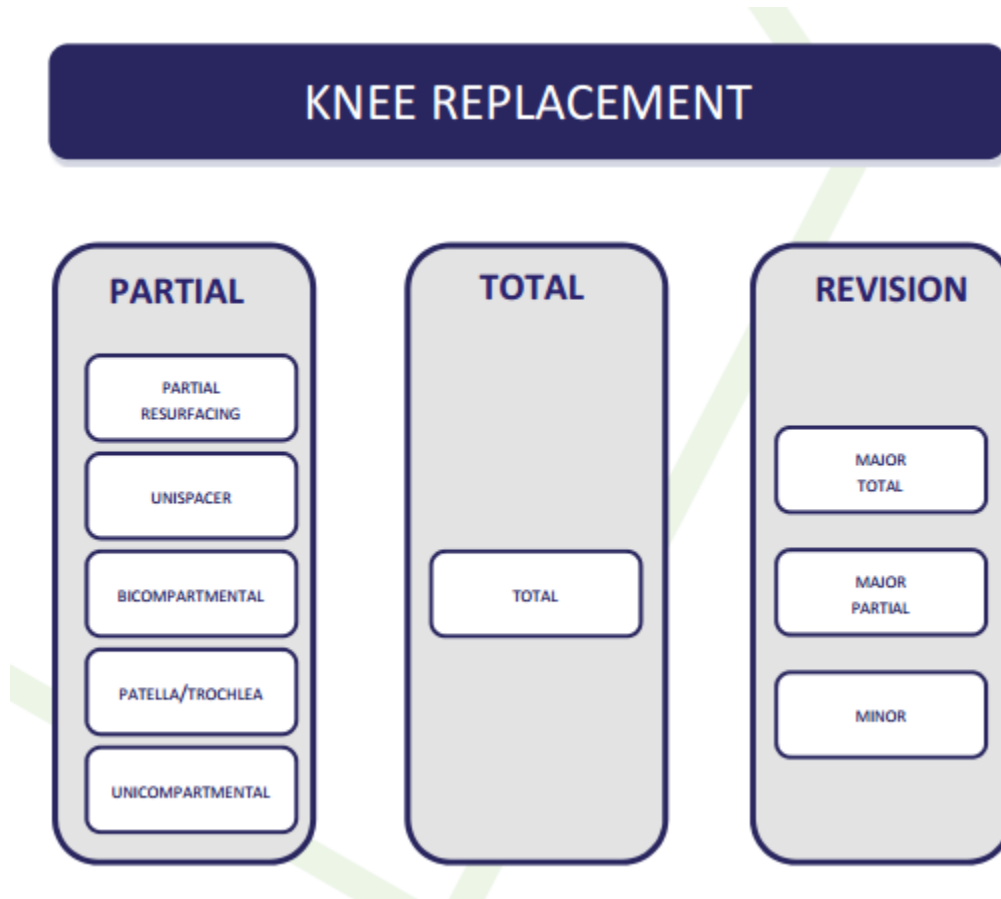 KNEE REPLACEMENT
PARTIAL
PARTIAL
RESURFACING
UNISPACER
BICOMPARTMENTAL
PATELLA/TROCHLEA
UNICOMPARTMENTAL
TOTAL
TOTAL
REVISION
MAJOR
TOTAL
MAJOR
PARTIAL
MINOR